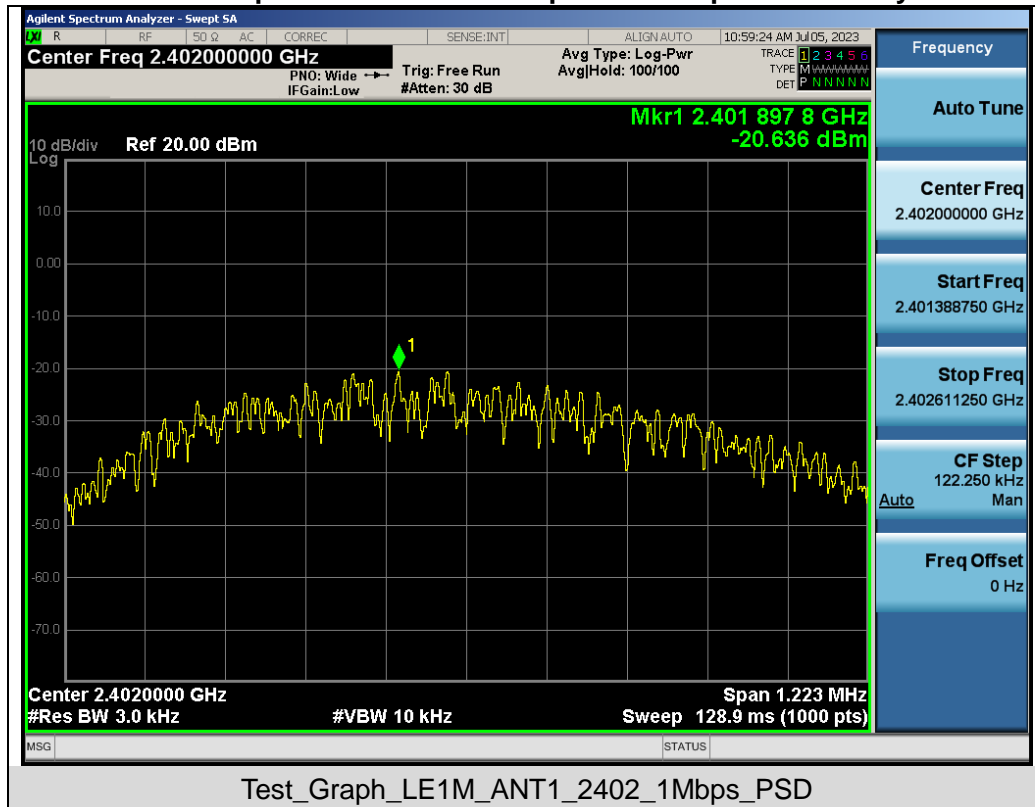 Agilent Spectrum Analyzer - Swept SA
LXI R RF 50 Ω AC CORREC SENSE:INT ALIGN AUTO 10:59:24 AM Jul 05, 2023
Center Freq 2.402000000 GHz
PNO: Wide
IFGain:Low
Trig: Free Run
#Atten: 30 dB
Avg Type: Log-Pwr
Avg|Hold: 100/100
TRACE 1 2 3 4 5 6
TYPE M WWWWW
DET P N N N N N
Mkr1 2.401 897 8 GHz
-20.636 dBm
10 dB/div Ref 20.00 dBm
Log
10.0
0.00
-10.0
-20.0
-30.0
-40.0
-50.0
-60.0
-70.0
1
Center 2.4020000 GHz Span 1.223 MHz
#Res BW 3.0 kHz #VBW 10 kHz Sweep 128.9 ms (1000 pts)
MSG STATUS
Frequency
Auto Tune
Center Freq
2.402000000 GHz
Start Freq
2.401388750 GHz
Stop Freq
2.402611250 GHz
CF Step
122.250 kHz
Auto Man
Freq Offset
0 Hz
Test_Graph_LE1M_ANT1_2402_1Mbps_PSD